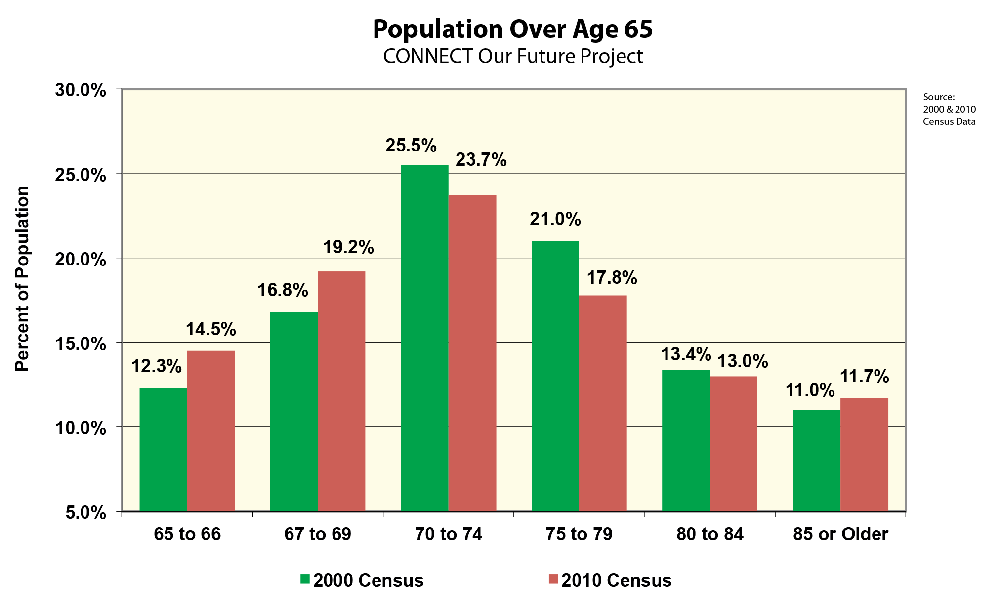 Population Over Age 65
CONNECT Our Future Project
Source:
2000 & 2010
Census Data
Percent of Population
30.0%
25.0%
20.0%
15.0%
10.0%
5.0%
12.3%
14.5%
16.8%
19.2%
25.5%
23.7%
21.0%
17.8%
13.4%
13.0%
11.0%
11.7%
65 to 66
67 to 69
70 to 74
75 to 79
80 to 84
85 or Older
2000 Census
2010 Census